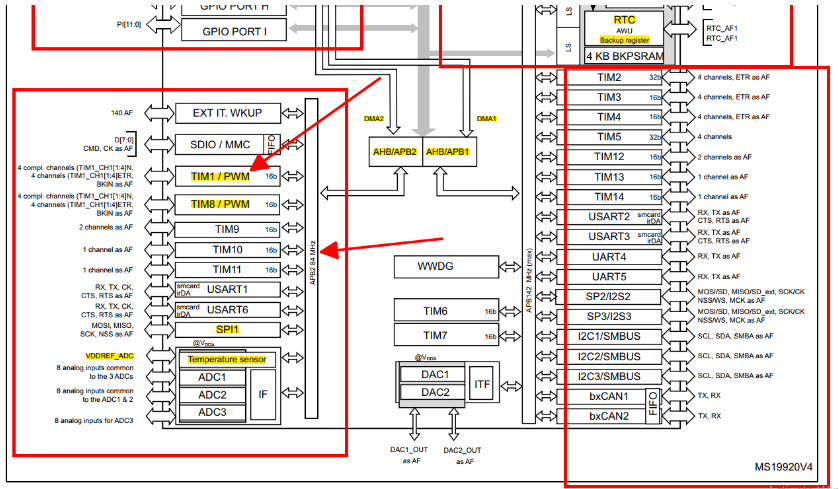 GPIO PORT H
PI[11:0]
GPIO PORT I
LS
LS
RTC
AWU
Backup register
4 KB BKPSRAM
RTC_AF1
RTC_AF1
DMA2
DMA1
AHB/APB2
AHB/APB1
140 AF
EXT IT. WKUP
D[7:0]
CMD, CK as AF
SDIO / MMC
FIFO
4 compl. channels (TIM1_CH1[1:4]N,
4 channels (TIM1_CH1[1:4]ETR,
BKIN as AF
TIM1 / PWM
16b
4 compl. channels (TIM1_CH1[1:4]N,
4 channels (TIM1_CH1[1:4]ETR,
BKIN as AF
TIM8 / PWM
16b
2 channels as AF
TIM9
16b
1 channel as AF
TIM10
16b
1 channel as AF
TIM11
16b
RX, TX, CK,
CTS, RTS as AF
smcard
irDA
USART1
RX, TX, CK,
CTS, RTS as AF
smcard
irDA
USART6
MOSI, MISO,
SCK, NSS as AF
SPI1
APB2 84 MHz
@VDDA
VDDREF_ADC
Temperature sensor
8 analog inputs common
to the 3 ADCs
ADC1
8 analog inputs common
to the ADC1 & 2
ADC2
8 analog inputs for ADC3
ADC3
IF
WWDG
TIM6
16b
TIM7
16b
@VDDA
DAC1
DAC2
ITF
DAC1_OUT
as AF
DAC2_OUT
as AF
APB142 MHz (max)
TIM2
32b
4 channels, ETR as AF
TIM3
16b
4 channels, ETR as AF
TIM4
16b
4 channels, ETR as AF
TIM5
32b
4 channels
TIM12
16b
2 channels as AF
TIM13
16b
1 channel as AF
TIM14
16b
1 channel as AF
USART2
smcard
irDA
RX, TX as AF
CTS, RTS as AF
USART3
smcard
irDA
RX, TX as AF
CTS, RTS as AF
UART4
RX, TX as AF
UART5
RX, TX as AF
SP2/I2S2
MOSI/SD, MISO/SD_ext, SCK/CK
NSS/WS, MCK as AF
SP3/I2S3
MOSI/SD, MISO/SD_ext, SCK/CK
NSS/WS, MCK as AF
I2C1/SMBUS
SCL, SDA, SMBA as AF
I2C2/SMBUS
SCL, SDA, SMBA as AF
I2C3/SMBUS
SCL, SDA, SMBA as AF
bxCAN1
TX, RX
bxCAN2
TX, RX
FIFO
MS19920V4